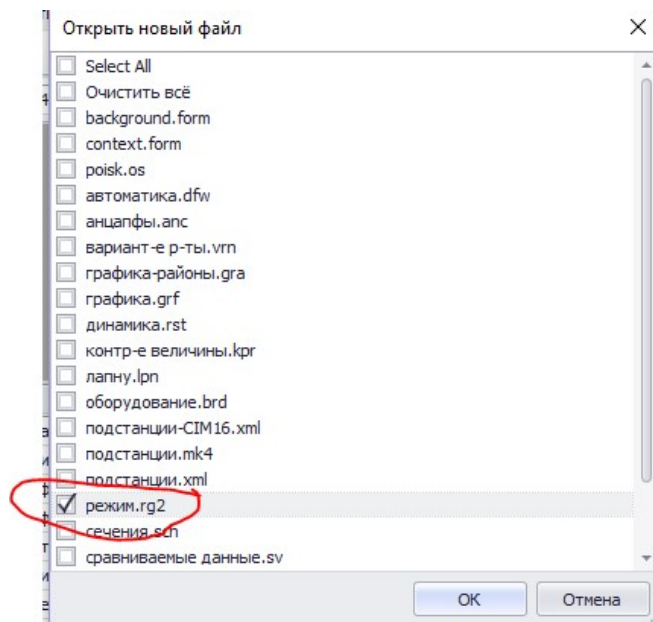 Открыть новый файл
Select All
Очистить всё
background.form
context.form
poisk.os
автоматика.dfw
анцапфы.anc
вариант-е р-ты.vrn
графика-районы.gra
графика.grf
динамика.rst
контр-е величины.kpr
лапну.lpn
оборудование.brd
подстанции-CIM16.xml
подстанции.mk4
подстанции.xml
режим.rg2
сечения.sch
сравниваемые данные.sv
ОК
Отмена